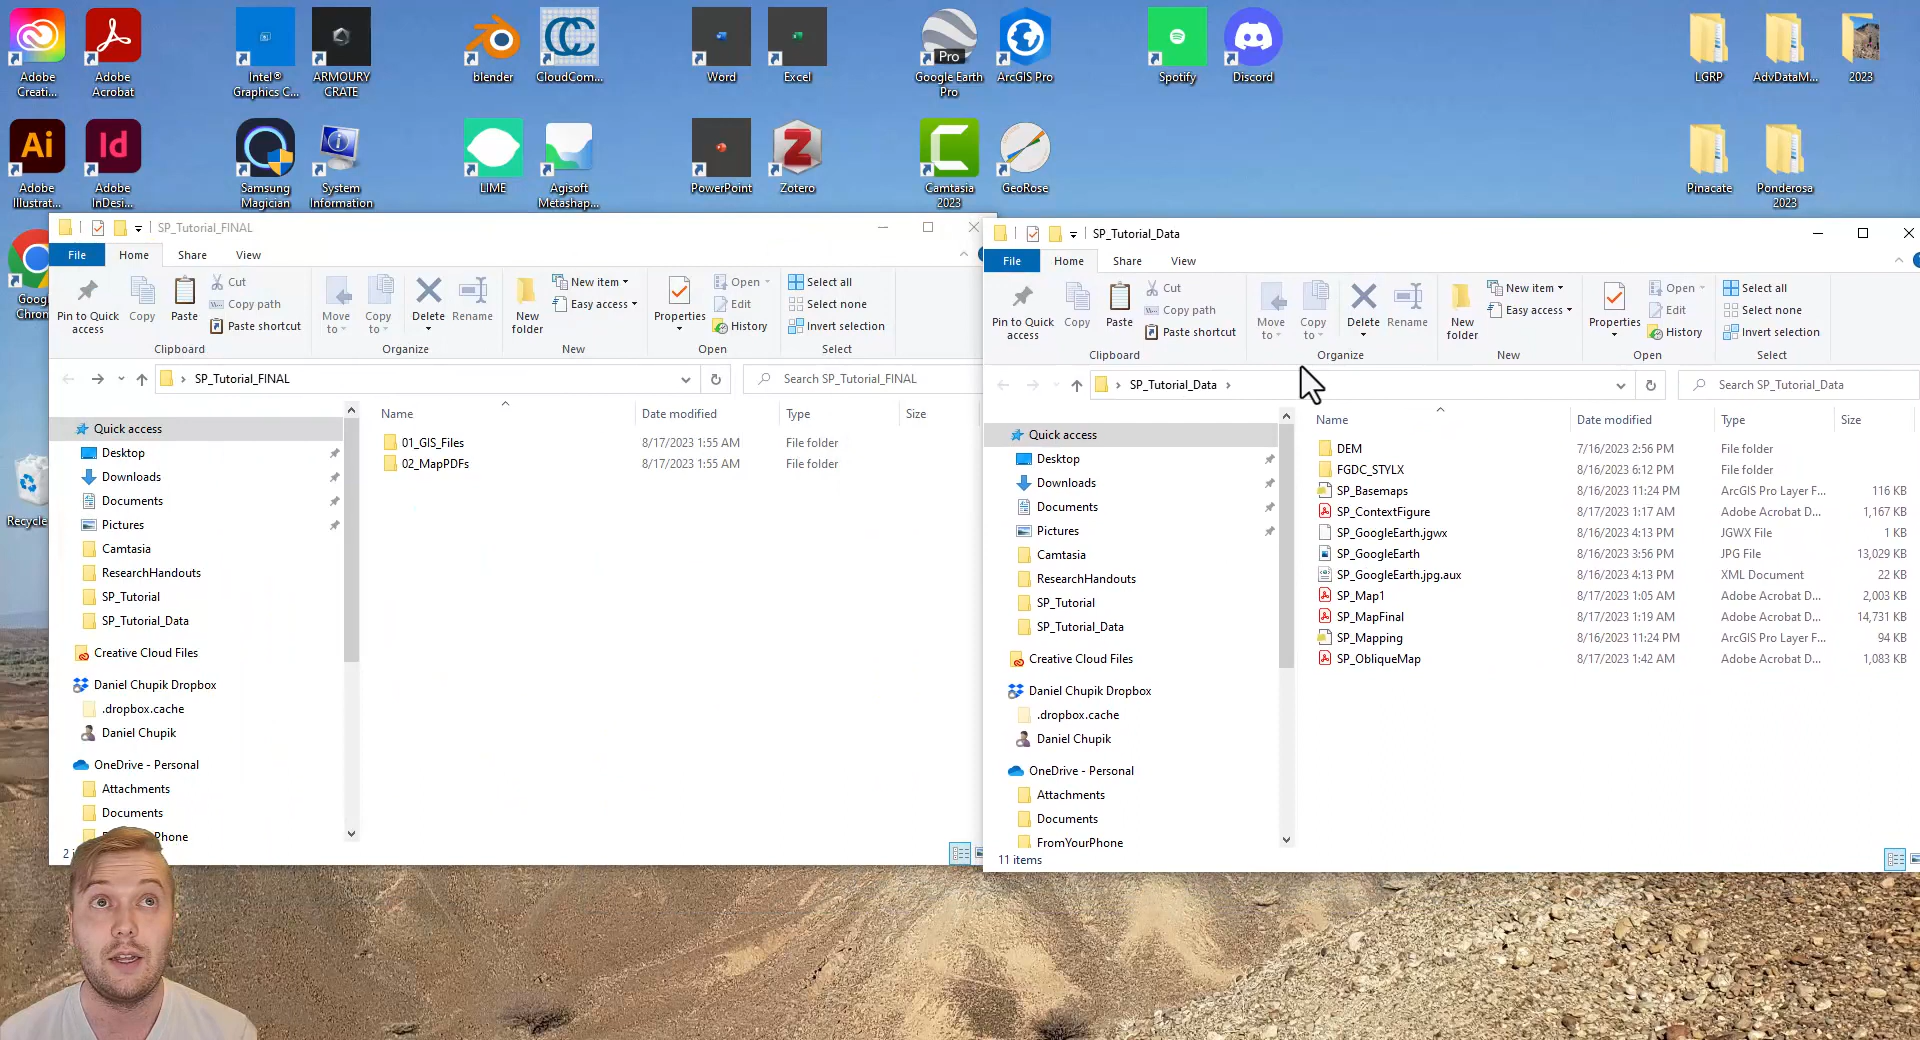 Adobe Creati...
Adobe Acrobat
Intel® Graphics C...
ARMOURY CRATE
blender
CloudCom...
Word
Excel
Pro
Google Earth Pro
ArcGIS Pro
Spotify
Discord
LGRP
AdvDataM...
2023
Ai
Adobe Illustrat...
Id
Adobe InDesi...
Samsung Magician
System Information
LIME
Agisoft Metashap...
PowerPoint
Z
Zotero
Camtasia 2023
GeoRose
Pinacate
Ponderosa 2023
SP_Tutorial_FINAL
File
Home
Share
View
Pin to Quick access
Copy
Paste
Cut
Copy path
Paste shortcut
Clipboard
Move to
Copy to
Delete
Rename
Organize
New folder
New item
Easy access
New
Properties
Open
Edit
History
Open
Select all
Select none
Invert selection
Select
SP_Tutorial_FINAL
Search SP_Tutorial_FINAL
Name
Date modified
Type
Size
01_GIS_Files 8/17/2023 1:55 AM File folder
02_MapPDFs 8/17/2023 1:55 AM File folder
Quick access
Desktop
Downloads
Documents
Pictures
Camtasia
ResearchHandouts
SP_Tutorial
SP_Tutorial_Data
Creative Cloud Files
Daniel Chupik Dropbox
.dropbox.cache
Daniel Chupik
OneDrive - Personal
Attachments
Documents
SP_Tutorial_Data
File
Home
Share
View
Pin to Quick access
Copy
Paste
Cut
Copy path
Paste shortcut
Clipboard
Move to
Copy to
Delete
Rename
Organize
New folder
New item
Easy access
New
Properties
Open
Edit
History
Open
Select all
Select none
Invert selection
Select
SP_Tutorial_Data
Search SP_Tutorial_Data
Name
Date modified
Type
Size
DEM 7/16/2023 2:56 PM File folder
FGDC_STYLX 8/16/2023 6:12 PM File folder
SP_Basemaps 8/16/2023 11:24 PM ArcGIS Pro Layer F... 116 KB
SP_ContextFigure 8/17/2023 1:17 AM Adobe Acrobat D... 1,167 KB
SP_GoogleEarth.jgwx 8/16/2023 4:13 PM JGWX File 1 KB
SP_GoogleEarth 8/16/2023 3:56 PM JPG File 13,029 KB
SP_GoogleEarth.jpg.aux 8/16/2023 4:13 PM XML Document 22 KB
SP_Map1 8/17/2023 1:05 AM Adobe Acrobat D... 2,003 KB
SP_MapFinal 8/17/2023 1:19 AM Adobe Acrobat D... 14,731 KB
SP_Mapping 8/16/2023 11:24 PM ArcGIS Pro Layer F... 94 KB
SP_ObliqueMap 8/17/2023 1:42 AM Adobe Acrobat D... 1,083 KB
Quick access
Desktop
Downloads
Documents
Pictures
Camtasia
ResearchHandouts
SP_Tutorial
SP_Tutorial_Data
Creative Cloud Files
Daniel Chupik Dropbox
.dropbox.cache
Daniel Chupik
OneDrive - Personal
Attachments
Documents
FromYourPhone
11 items